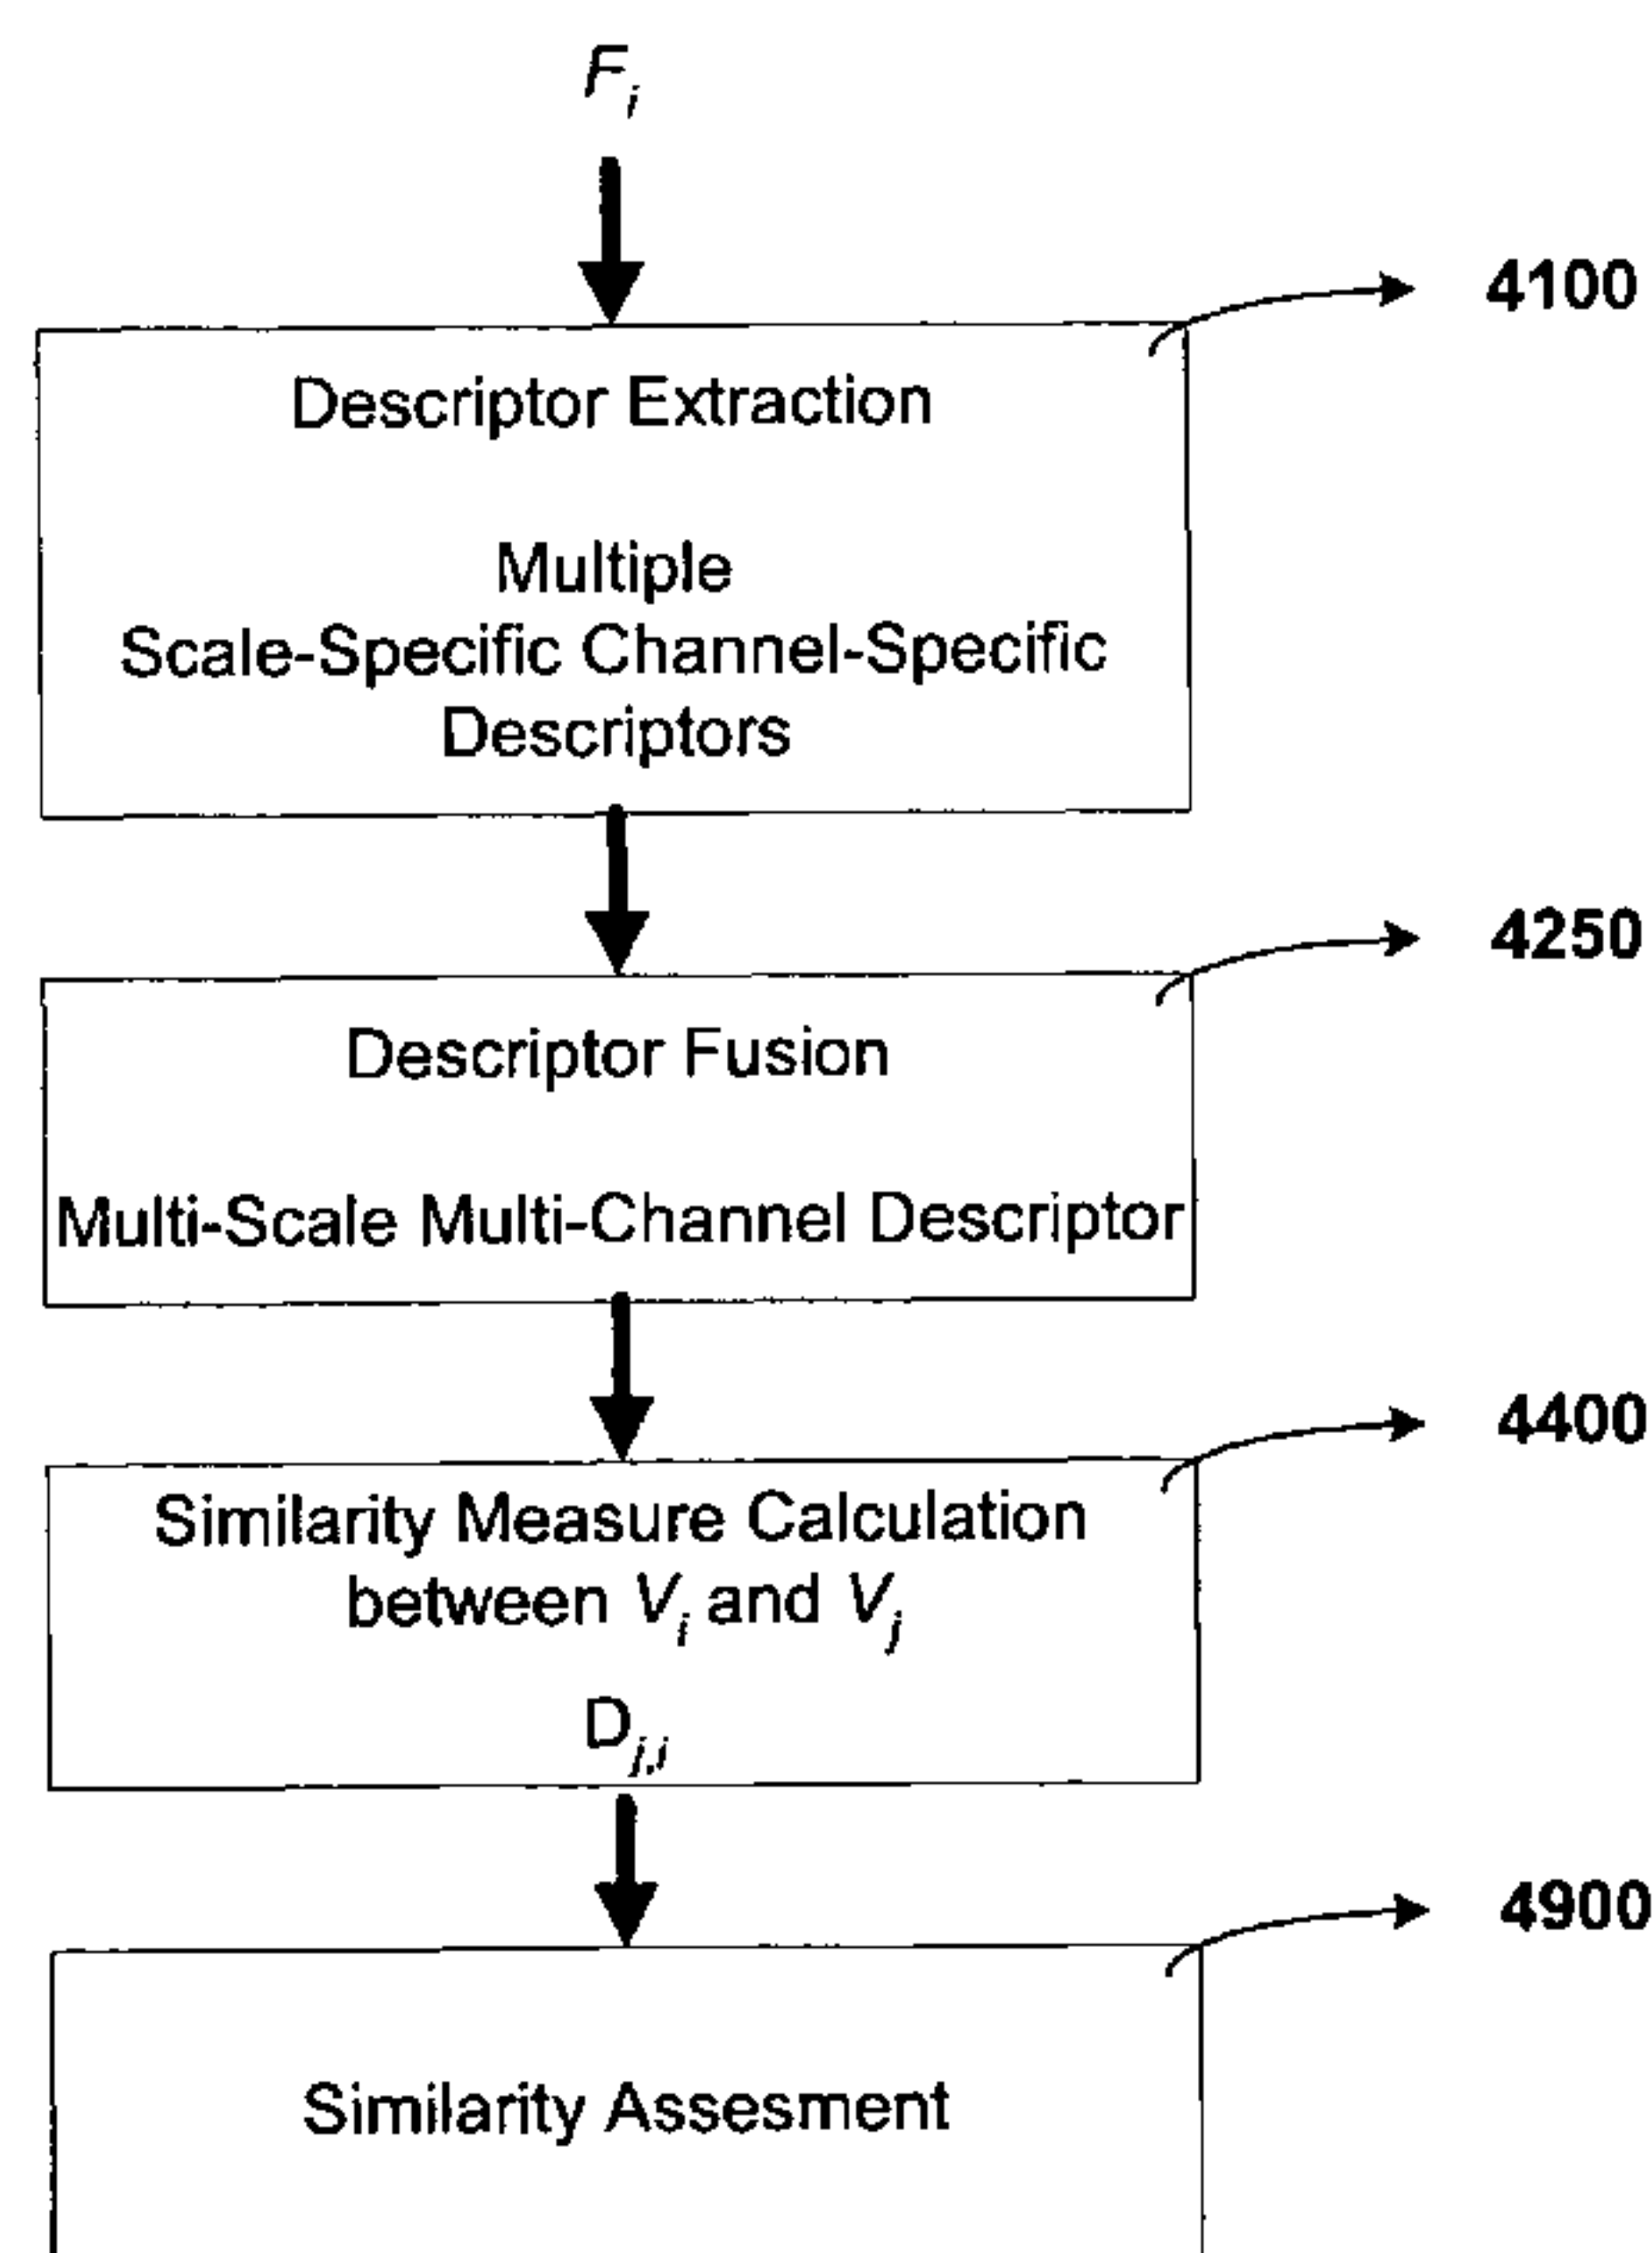 F_i
4100
Descriptor Extraction
Multiple
Scale-Specific Channel-Specific
Descriptors
4250
Descriptor Fusion
Multi-Scale Multi-Channel Descriptor
4400
Similarity Measure Calculation
between V_i and V_j
D_j,i
4900
Similarity Assesment